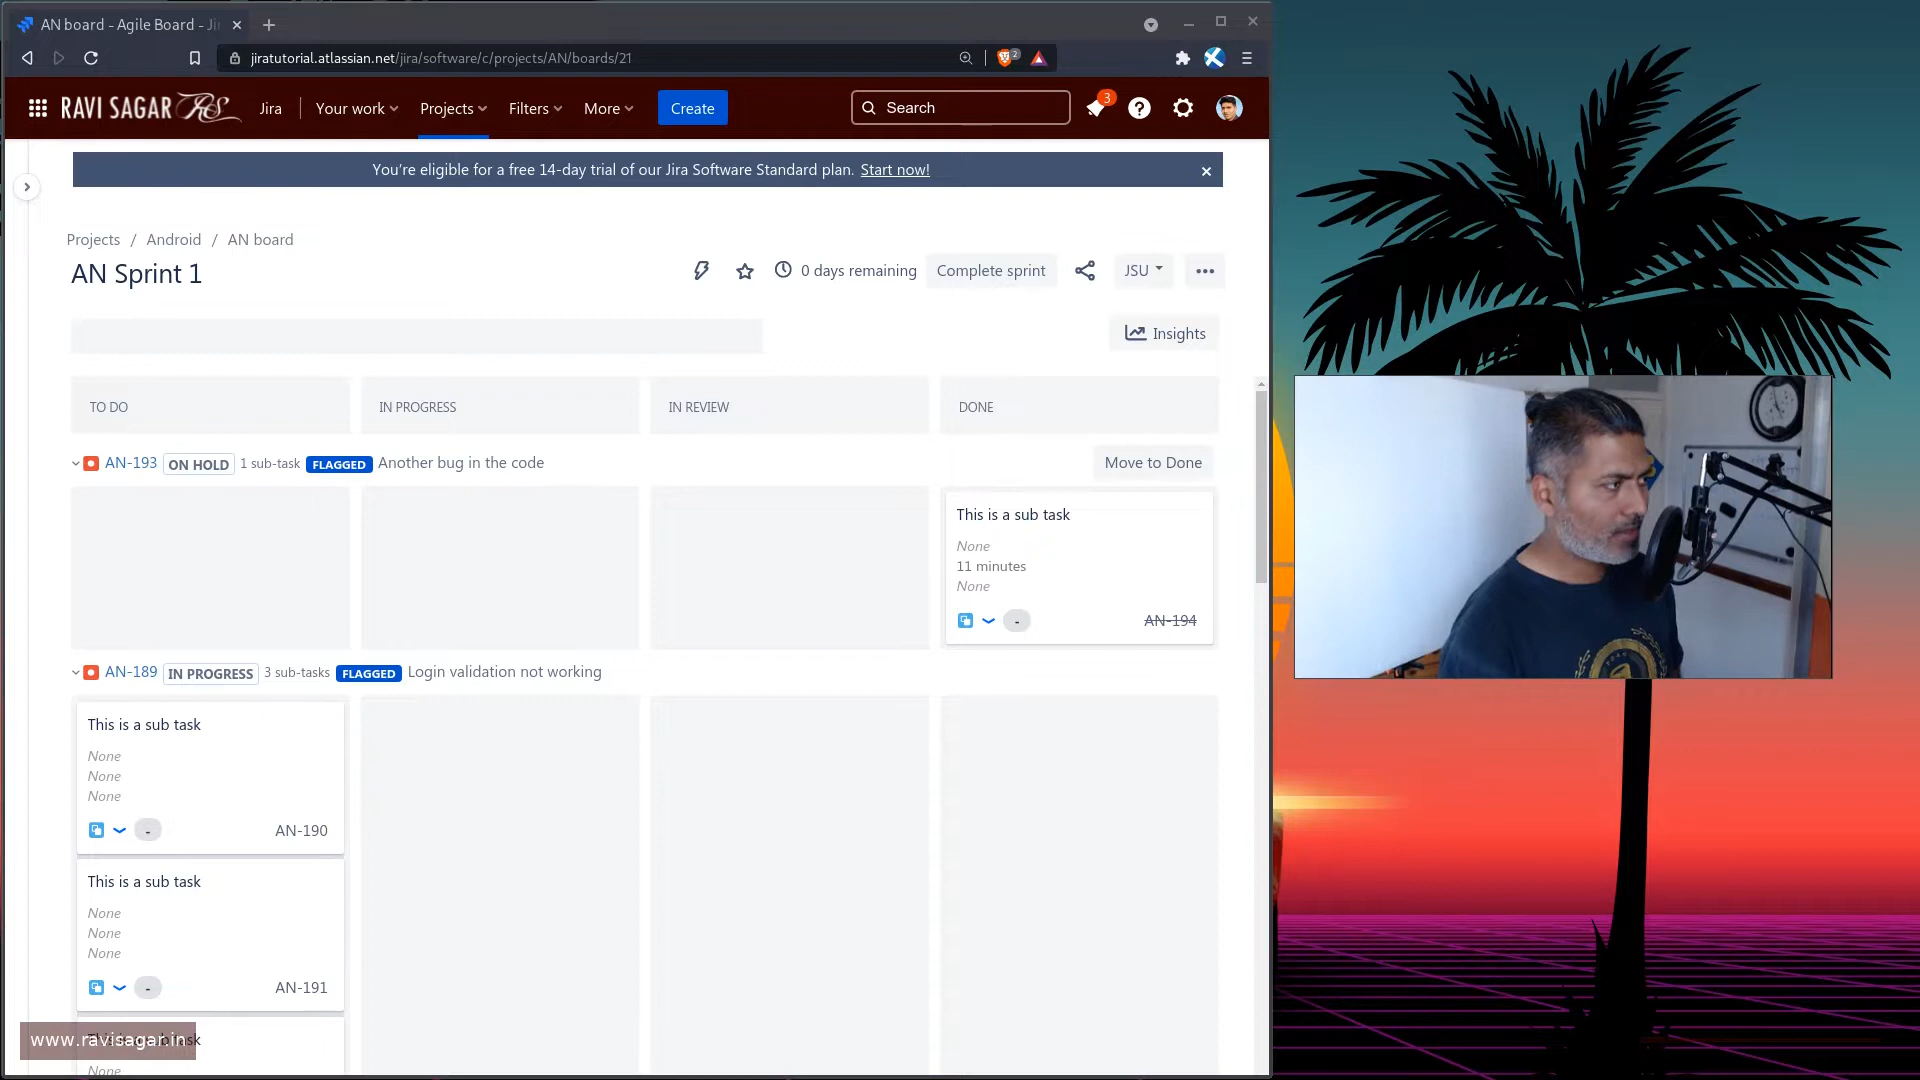 AN board - Agile Board - Ji
jiratutorial.atlassian.net/jira/software/c/projects/AN/boards/21
2
RAVI SAGAR RS
Jira
Your work
Projects
Filters
More
Create
Search
3
You're eligible for a free 14-day trial of our Jira Software Standard plan. Start now!
Projects / Android / AN board
AN Sprint 1
0 days remaining
Complete sprint
JSU
Insights
TO DO
IN PROGRESS
IN REVIEW
DONE
AN-193 ON HOLD 1 sub-task FLAGGED Another bug in the code
Move to Done
This is a sub task
None
11 minutes
None
-
AN-194
AN-189 IN PROGRESS 3 sub-tasks FLAGGED Login validation not working
This is a sub task
None
None
None
-
AN-190
This is a sub task
None
None
None
-
AN-191
www.ravisagar.in
None